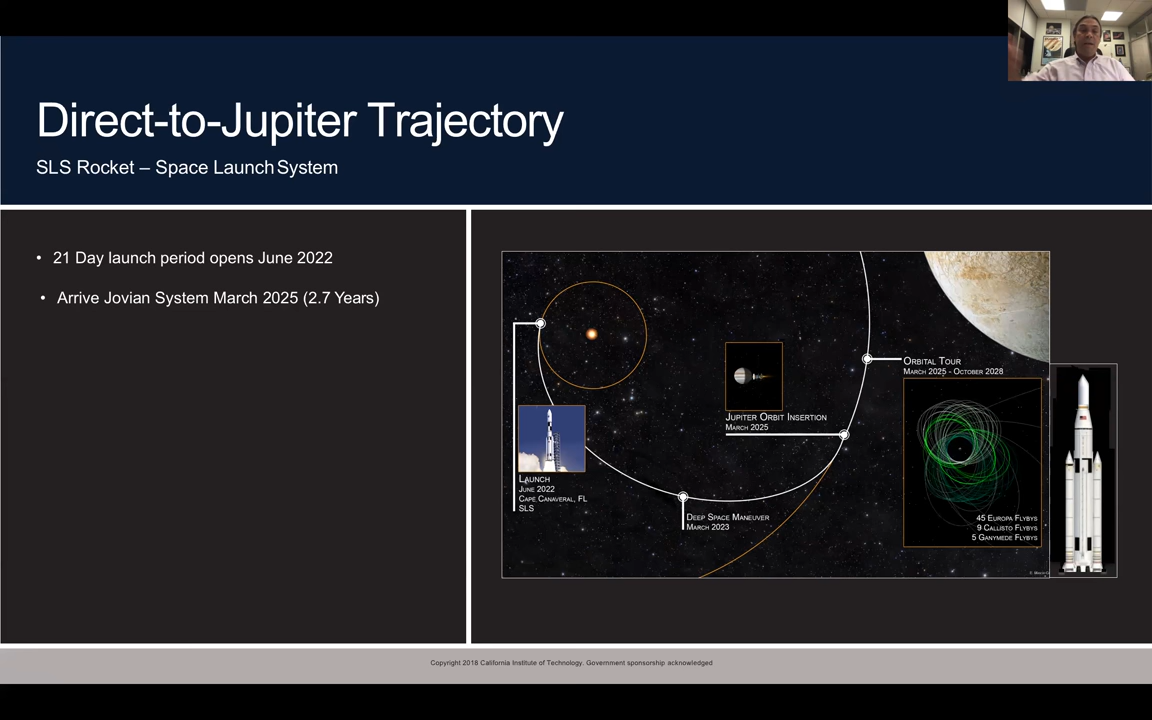 Direct-to-Jupiter Trajectory
SLS Rocket – Space Launch System
• 21 Day launch period opens June 2022
• Arrive Jovian System March 2025 (2.7 Years)
Launch
June 2022
Cape Canaveral, FL
SLS
Deep Space Maneuver
March 2023
Jupiter Orbit Insertion
March 2025
Orbital Tour
March 2025 - October 2028
45 Europa Flybys
9 Callisto Flybys
5 Ganymede Flybys
Copyright 2018 California Institute of Technology. Government sponsorship acknowledged